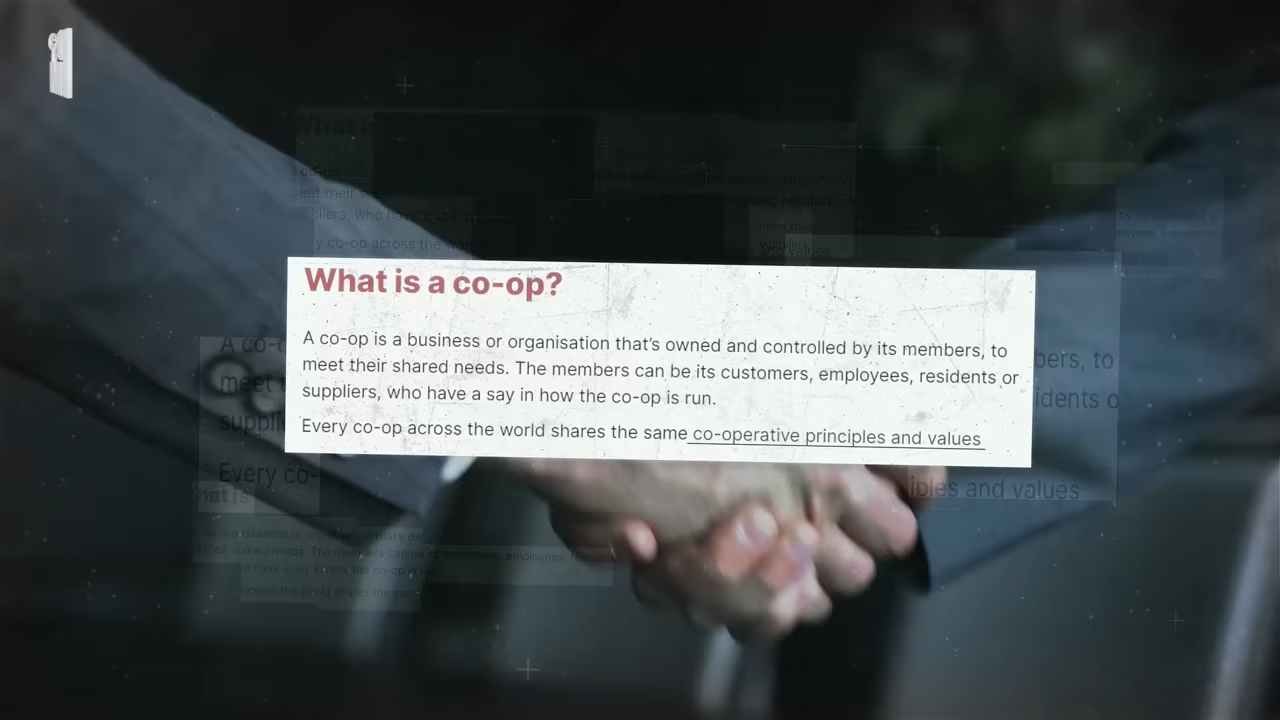 What is a co-op?
A co-op is a business or organisation that's owned and controlled by its members, to
meet their shared needs. The members can be its customers, employees, residents or
suppliers, who have a say in how the co-op is run.
Every co-op across the world shares the same co-operative principles and values